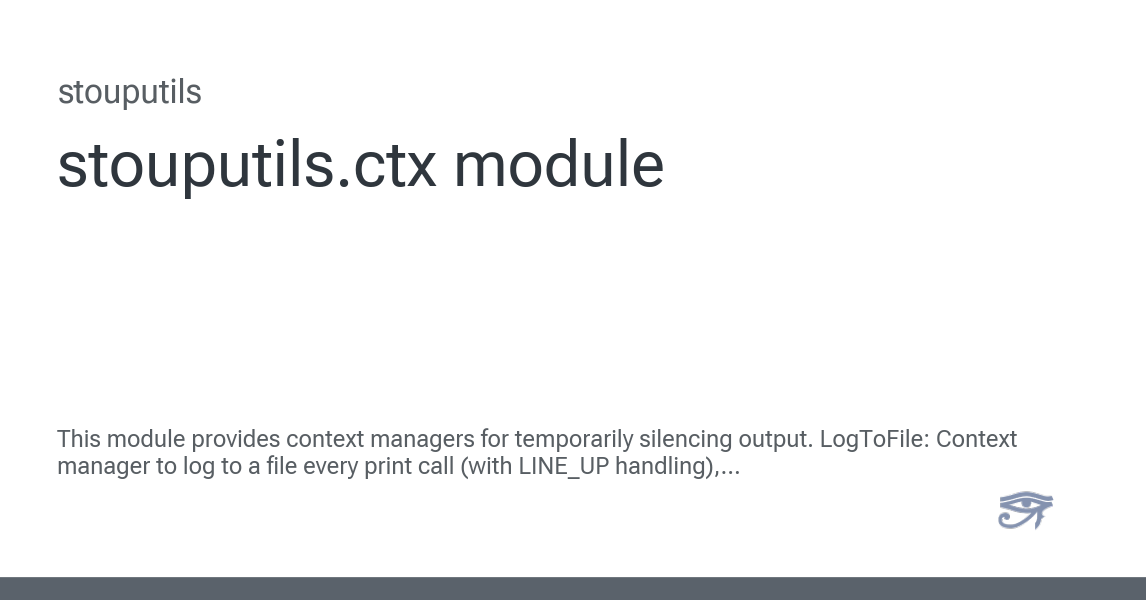 stouputils
stouputils.ctx module
This module provides context managers for temporarily silencing output. LogToFile: Context
manager to log to a file every print call (with LINE_UP handling),...